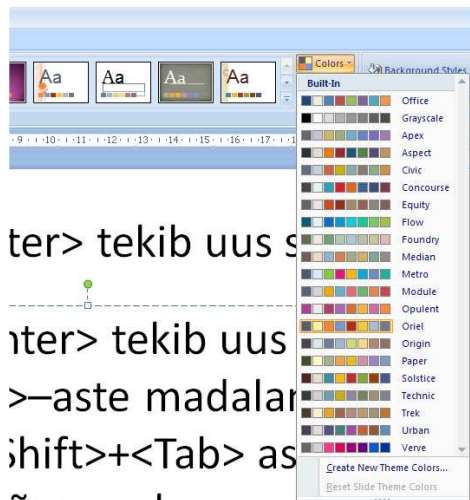 Colors
Background Styles
Aa
Aa
Aa
Aa
Built-In
Office
Grayscale
Apex
Aspect
Civic
Concourse
Equity
Flow
Foundry
Median
Metro
Module
Opulent
Oriel
Origin
Paper
Solstice
Technic
Trek
Urban
Verve
Create New Theme Colors...
Reset Slide Theme Colors
9 10 11 12 13 14 15 16 17
ter> tekib uus s
nter> tekib uus
>–aste madalar
Shift>+<Tab> as